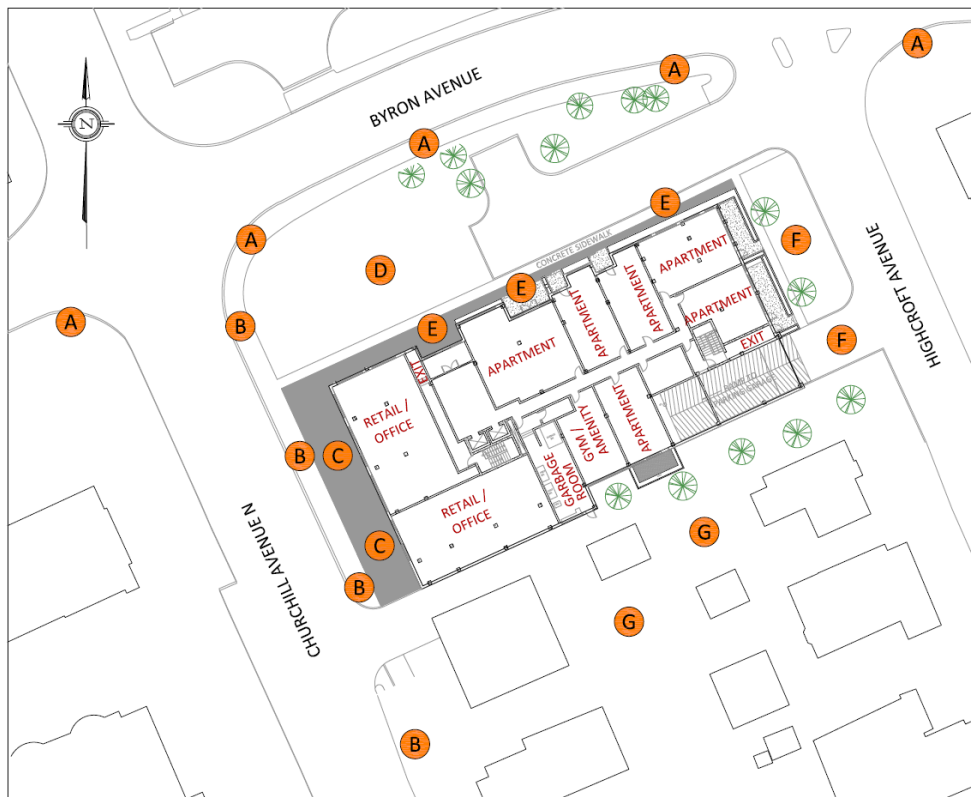 A
A
BYRON AVENUE
N
A
A
A
B
D
E
F
CONCRETE SIDEWALK
E
E
F
HIGHCROFT AVENUE
APARTMENT
APARTMENT
APARTMENT
APARTMENT
APARTMENT
EXIT
EXIT
RETAIL /
OFFICE
APARTMENT
GYM /
AMENITY
GARBAGE
ROOM
RETAIL /
OFFICE
B
C
C
B
G
G
CHURCHILL AVENUE N
B